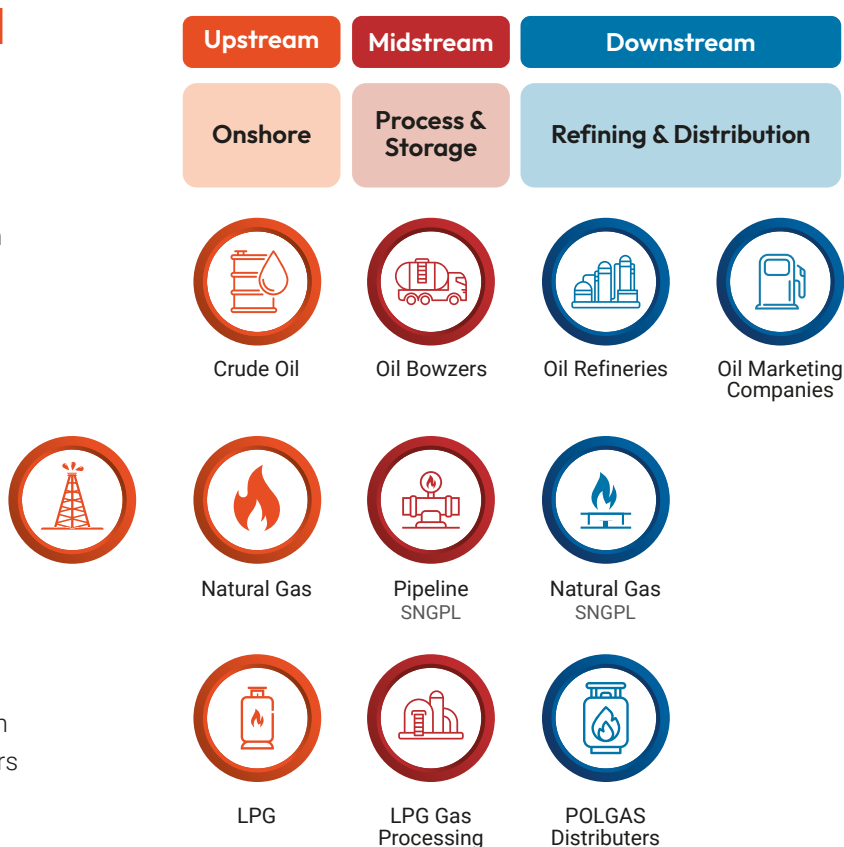 Upstream
Midstream
Downstream
Onshore
Process &
Storage
Refining & Distribution
Crude Oil
Oil Bowzers
Oil Refineries
Oil Marketing
Companies
Natural Gas
Pipeline
SNGPL
Natural Gas
SNGPL
LPG
LPG Gas
Processing
POLGAS
Distributers